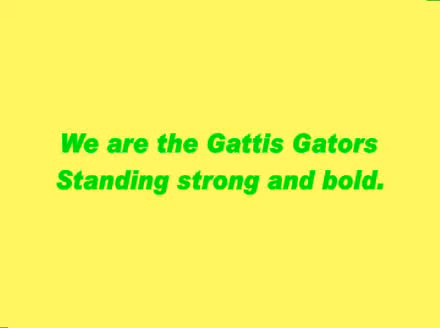 We are the Gattis Gators
Standing strong and bold.